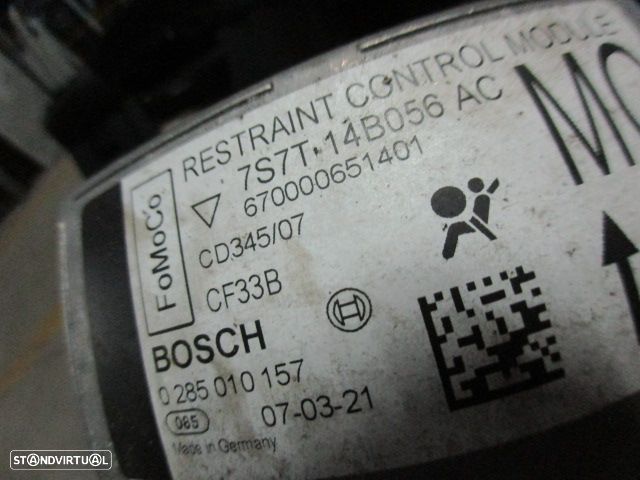 RESTRAINT CONTROL MODULE
7S7T-14B056 AC
670000651401
FoMoCo
CD345/07
CF33B
BOSCH
0 285 010 157
07-03-21
085
Made in Germany
STANDVIRTUAL